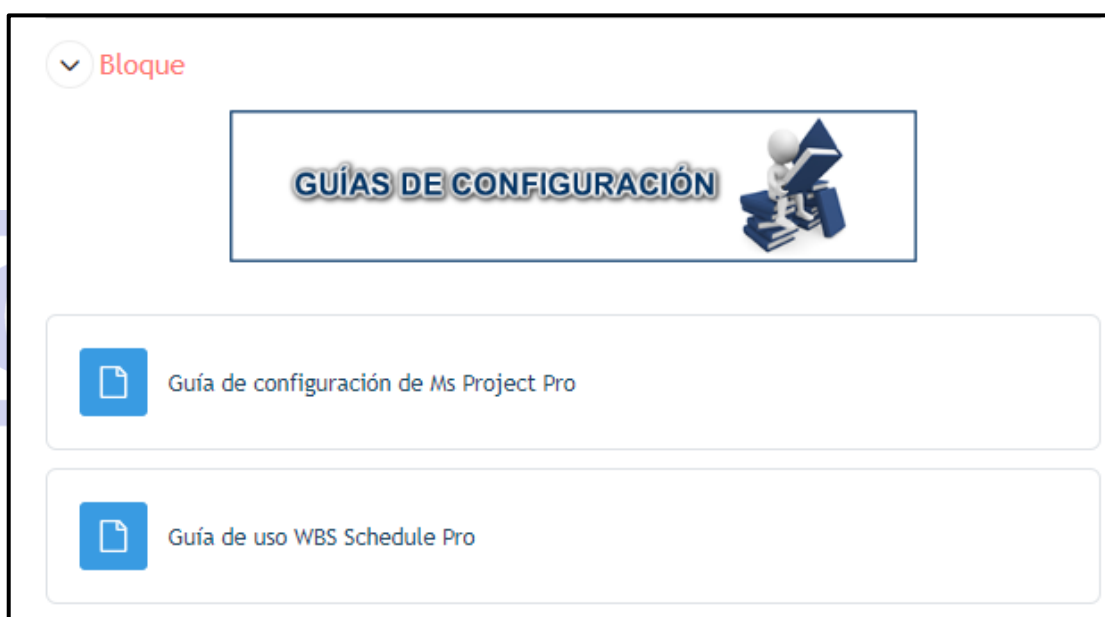 Bloque
GUÍAS DE CONFIGURACIÓN
Guía de configuración de Ms Project Pro
Guía de uso WBS Schedule Pro